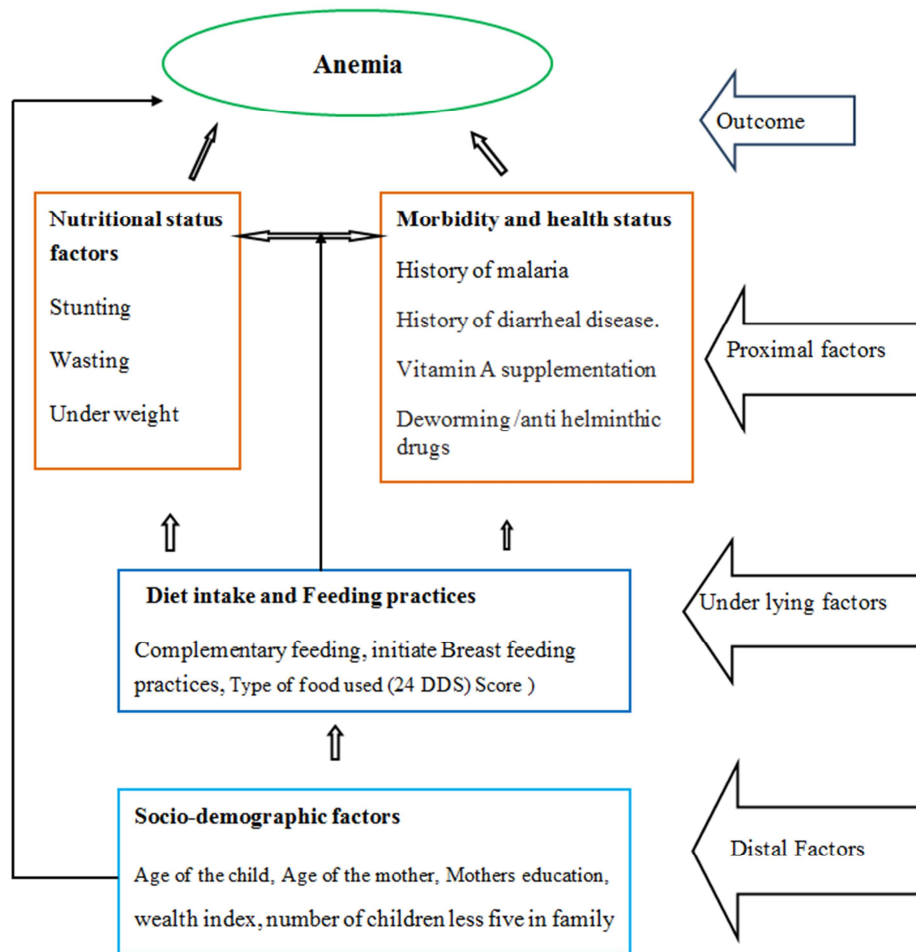 Anemia
Outcome
Nutritional status
factors
Stunting
Wasting
Under weight
Morbidity and health status
History of malaria
History of diarrheal disease.
Vitamin A supplementation
Deworming /anti helminthic
drugs
Proximal factors
Diet intake and Feeding practices
Complementary feeding, initiate Breast feeding
practices, Type of food used (24 DDS) Score )
Under lying factors
Socio-demographic factors
Age of the child, Age of the mother, Mothers education,
wealth index, number of children less five in family
Distal Factors